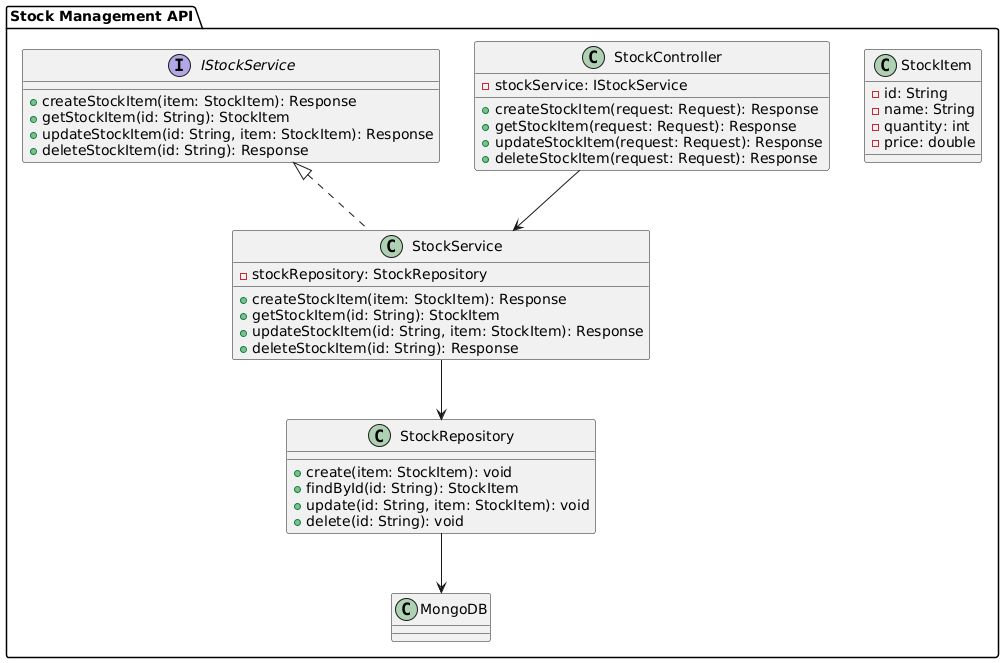 Stock Management API
I IStockService
createStockItem(item: StockItem): Response
getStockItem(id: String): StockItem
updateStockItem(id: String, item: StockItem): Response
deleteStockItem(id: String): Response
C StockController
stockService: IStockService
createStockItem(request: Request): Response
getStockItem(request: Request): Response
updateStockItem(request: Request): Response
deleteStockItem(request: Request): Response
C StockItem
id: String
name: String
quantity: int
price: double
C StockService
stockRepository: StockRepository
createStockItem(item: StockItem): Response
getStockItem(id: String): StockItem
updateStockItem(id: String, item: StockItem): Response
deleteStockItem(id: String): Response
C StockRepository
create(item: StockItem): void
findById(id: String): StockItem
update(id: String, item: StockItem): void
delete(id: String): void
C MongoDB